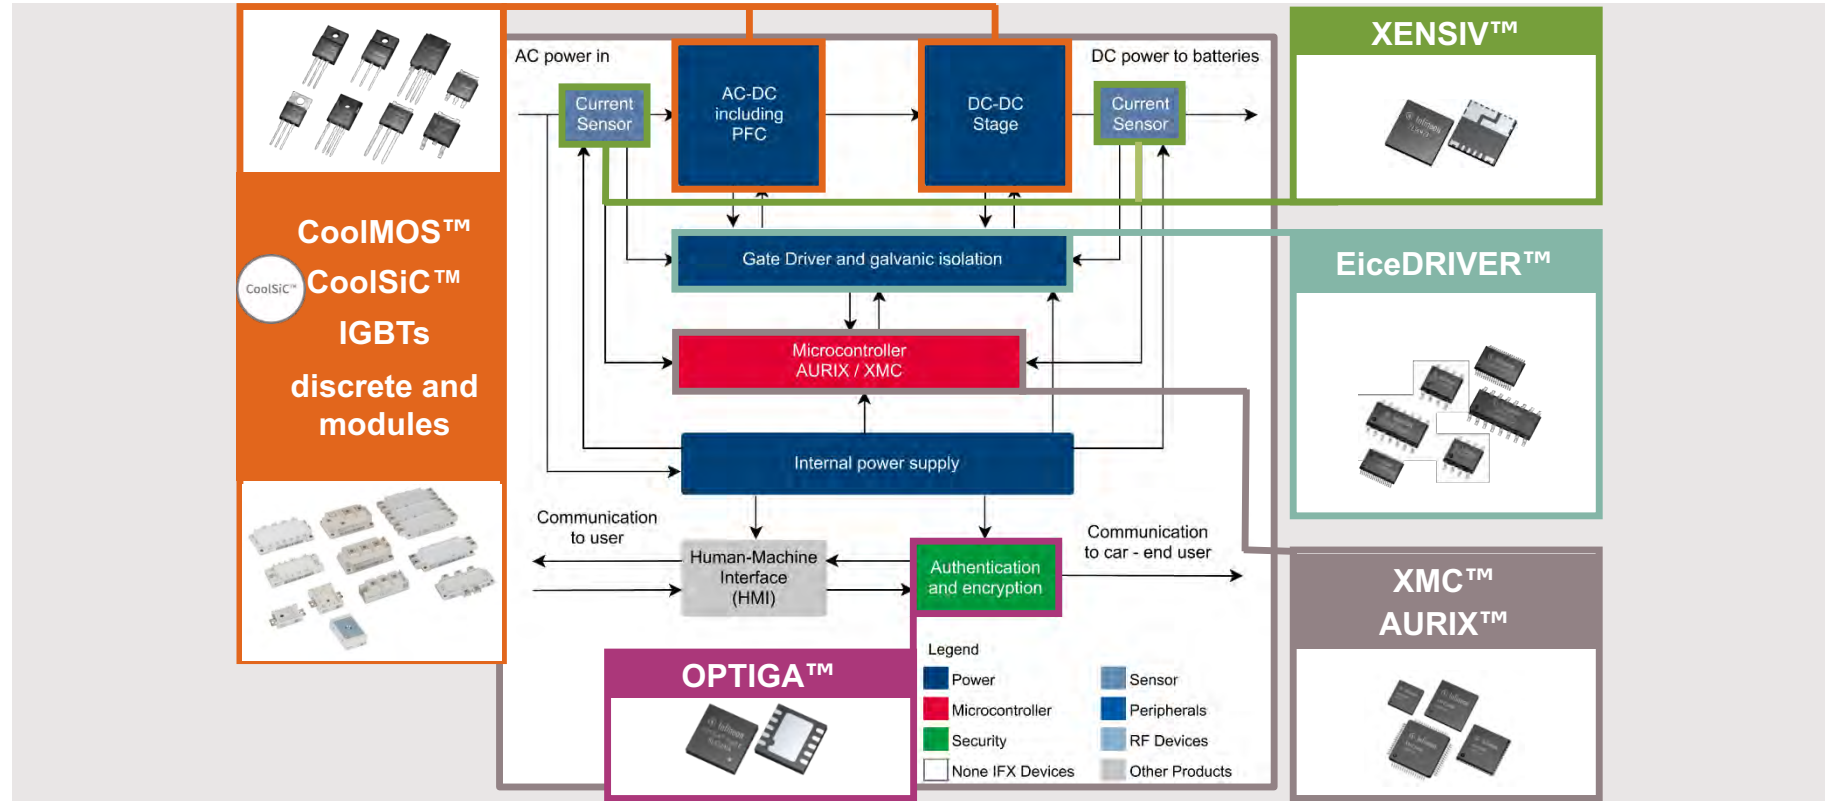 CoolMOS™
CoolSiC™
CoolSiC™
IGBTs
discrete and
modules
AC power in
DC power to batteries
Current
Sensor
AC-DC
including
PFC
DC-DC
Stage
Current
Sensor
Gate Driver and galvanic isolation
Microcontroller
AURIX / XMC
Internal power supply
Communication
to user
Human-Machine
Interface
(HMI)
Authentication
and encryption
Communication
to car - end user
Legend
Power
Sensor
Microcontroller
Peripherals
Security
RF Devices
None IFX Devices
Other Products
OPTIGA™
Infineon
XENSIV™
Infineon
EiceDRIVER™
XMC™
AURIX™